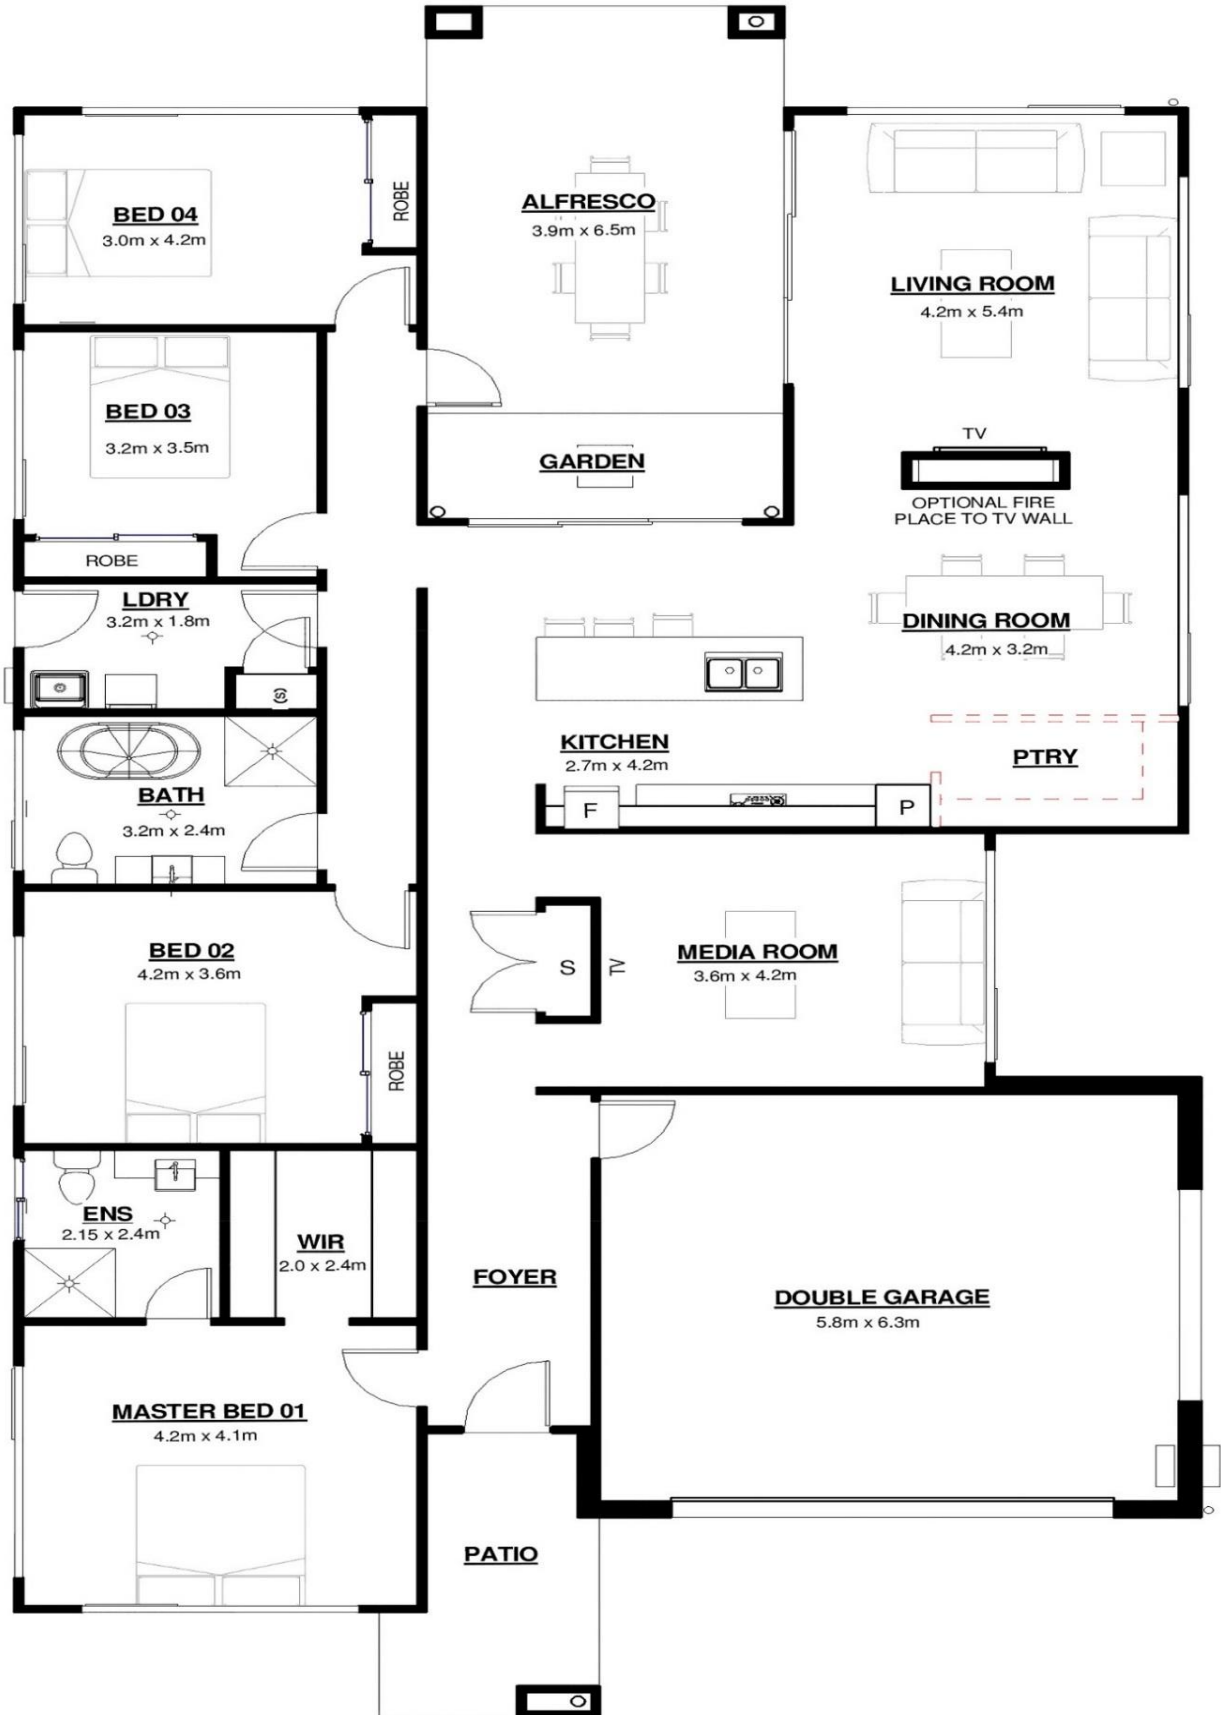 BED 04
3.0m x 4.2m
ROBE
ALFRESCO
3.9m x 6.5m
LIVING ROOM
4.2m x 5.4m
BED 03
3.2m x 3.5m
ROBE
GARDEN
TV
OPTIONAL FIRE
PLACE TO TV WALL
LDRY
3.2m x 1.8m
(s)
DINING ROOM
4.2m x 3.2m
KITCHEN
2.7m x 4.2m
PTRY
F
P
BATH
3.2m x 2.4m
BED 02
4.2m x 3.6m
ROBE
S
TV
MEDIA ROOM
3.6m x 4.2m
ENS
2.15 x 2.4m
WIR
2.0 x 2.4m
FOYER
DOUBLE GARAGE
5.8m x 6.3m
MASTER BED 01
4.2m x 4.1m
PATIO